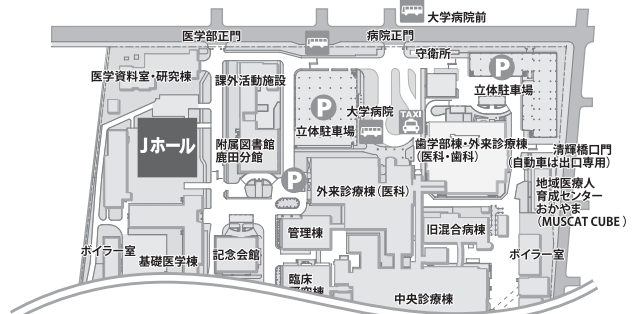 大学病院前
医学部正門
病院正門
守衛所
医学資料室・研究棟
課外活動施設
P
P
立体駐車場
立体駐車場
大学病院
TAXI
Jホール
附属図書館
鹿田分館
歯学部棟・外来診療棟
(医科・歯科)
清輝橋口門
(自動車は出口専用)
P
外来診療棟(医科)
地域医療人
育成センター
おかやま
(MUSCAT CUBE)
管理棟
旧混合病棟
ボイラー室
基礎医学棟
記念会館
ボイラー室
臨床
研究棟
中央診療棟